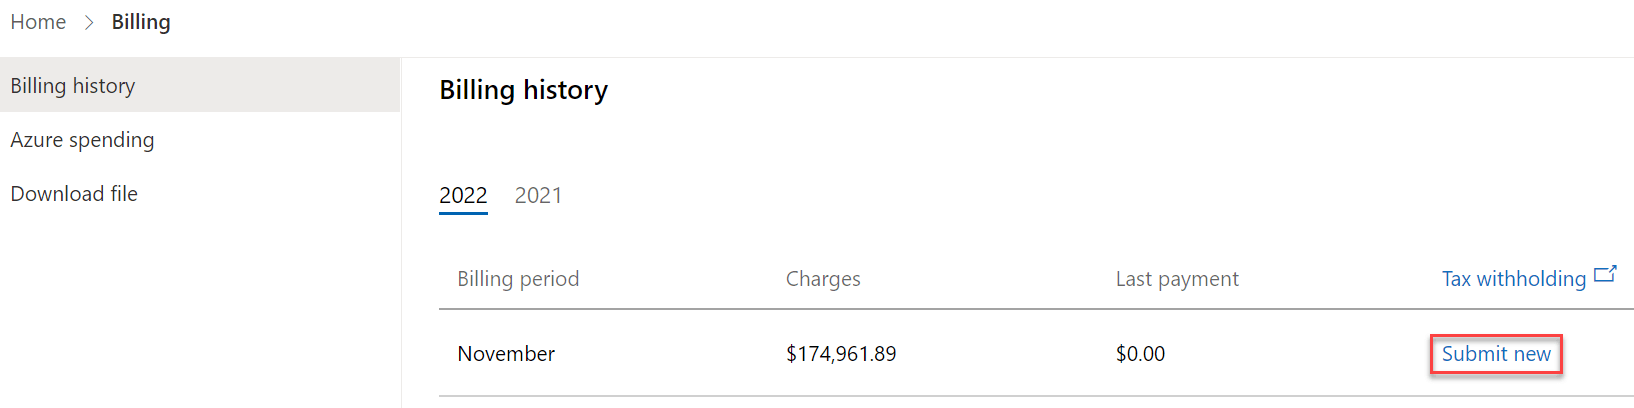 Home > Billing
Billing history
Azure spending
Download file
Billing history
2022 2021
Billing period Charges Last payment Tax withholding
November $174,961.89 $0.00 Submit new